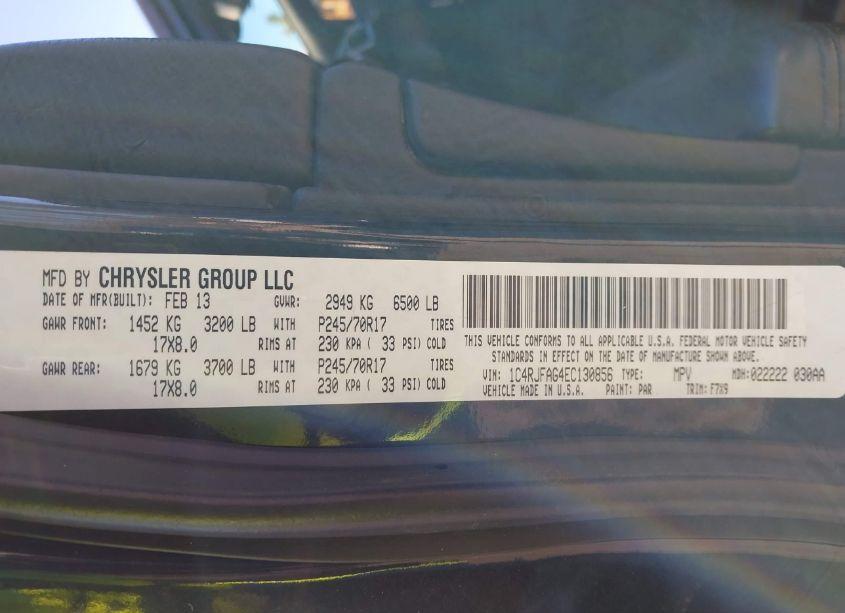 MFD BY CHRYSLER GROUP LLC
DATE OF MFR(BUILT): FEB 13 GVWR: 2949 KG 6500 LB
GAWR FRONT: 1452 KG 3200 LB WITH P245/70R17 TIRES
17X8.0 RIMS AT 230 KPA ( 33 PSI) COLD
GAWR REAR: 1679 KG 3700 LB WITH P245/70R17 TIRES
17X8.0 RIMS AT 230 KPA ( 33 PSI) COLD
THIS VEHICLE CONFORMS TO ALL APPLICABLE U.S.A. FEDERAL MOTOR VEHICLE SAFETY
STANDARDS IN EFFECT ON THE DATE OF MANUFACTURE SHOWN ABOVE.
VIN: 1C4RJFAG4EC130856 TYPE: MPV MDH:022222 030AA
VEHICLE MADE IN U.S.A. PAINT: PAR TRIM: F7X9